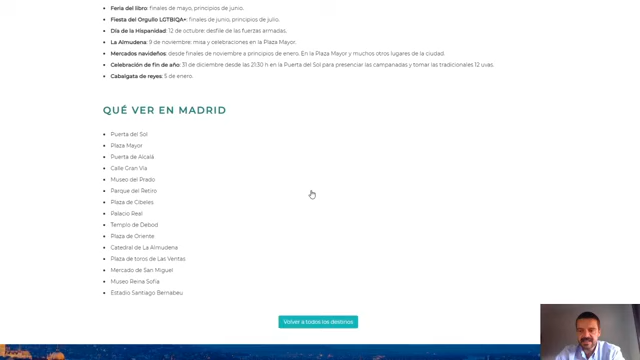 Feria del libro: finales de mayo, principios de junio.
Fiesta del Orgullo LGTBIQA+: finales de junio, principios de julio.
Día de la Hispanidad: 12 de octubre: desfile de las fuerzas armadas.
La Almudena: 9 de noviembre: misa y celebraciones en la Plaza Mayor.
Mercados navideños: desde finales de noviembre a principios de enero. En la Plaza Mayor y muchos otros lugares de la ciudad.
Celebración de fin de año: 31 de diciembre desde las 21:30 h en la Puerta del Sol para presenciar las campanadas y tomar las tradicionales 12 uvas.
Cabalgata de reyes: 5 de enero.
QUÉ VER EN MADRID
Puerta del Sol
Plaza Mayor
Puerta de Alcalá
Calle Gran Vía
Museo del Prado
Parque del Retiro
Plaza de Cibeles
Palacio Real
Templo de Debod
Plaza de Oriente
Catedral de La Almudena
Plaza de toros de Las Ventas
Mercado de San Miguel
Museo Reina Sofía
Estadio Santiago Bernabeu
Volver a todos los destinos